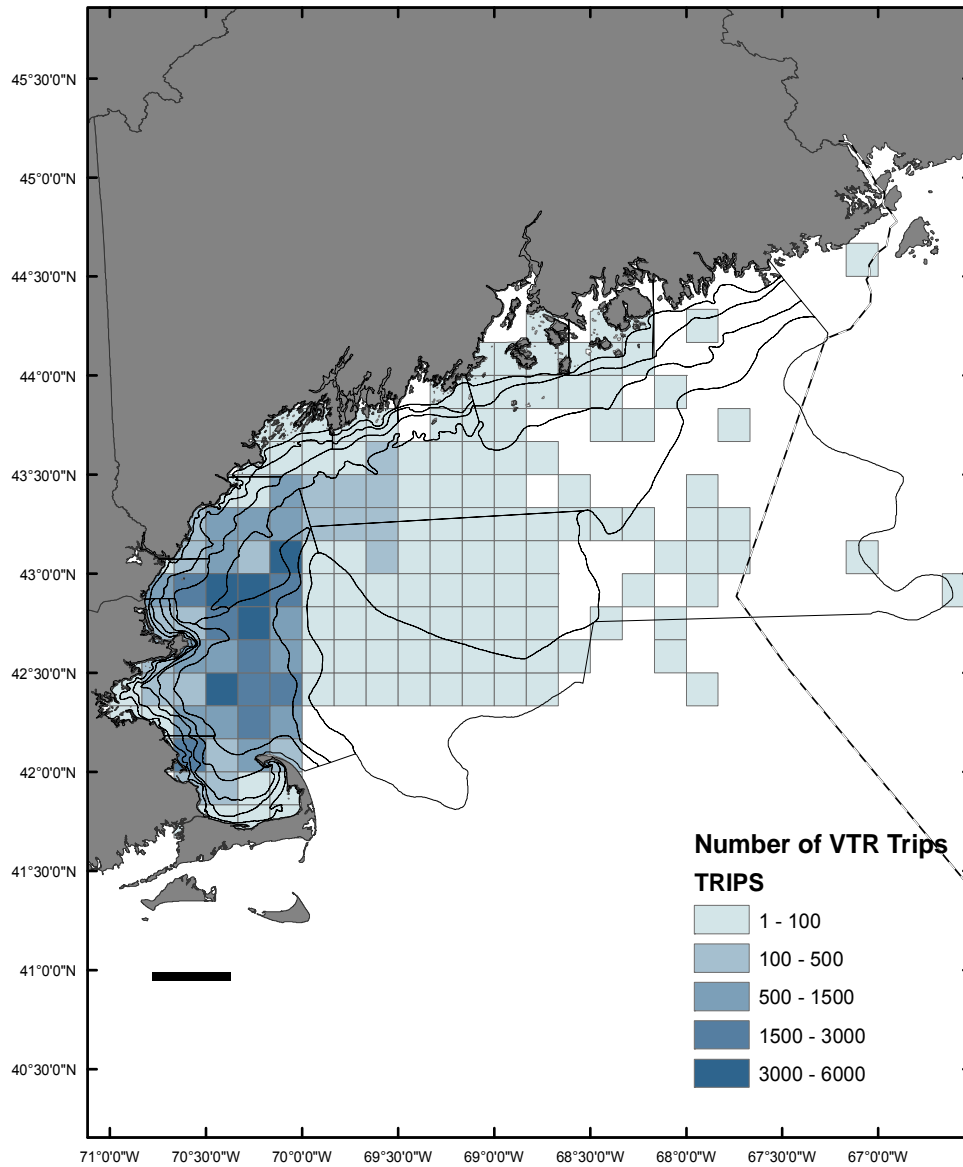 45°30'0"N
45°0'0"N
44°30'0"N
44°0'0"N
43°30'0"N
43°0'0"N
42°30'0"N
42°0'0"N
41°30'0"N
41°0'0"N
40°30'0"N
Number of VTR Trips
TRIPS
1 - 100
100 - 500
500 - 1500
1500 - 3000
3000 - 6000
71°0'0"W 70°30'0"W 70°0'0"W 69°30'0"W 69°0'0"W 68°30'0"W 68°0'0"W 67°30'0"W 67°0'0"W